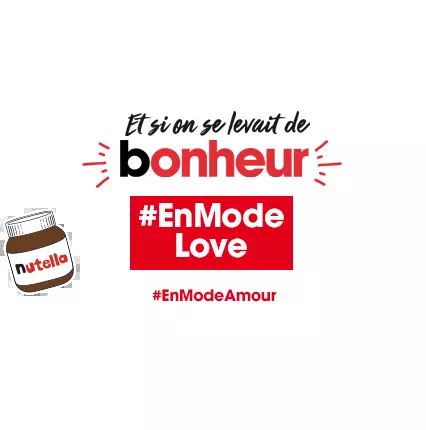 Et si on se levait de
bonheur
#EnMode
Love
nutella
#EnModeAmour